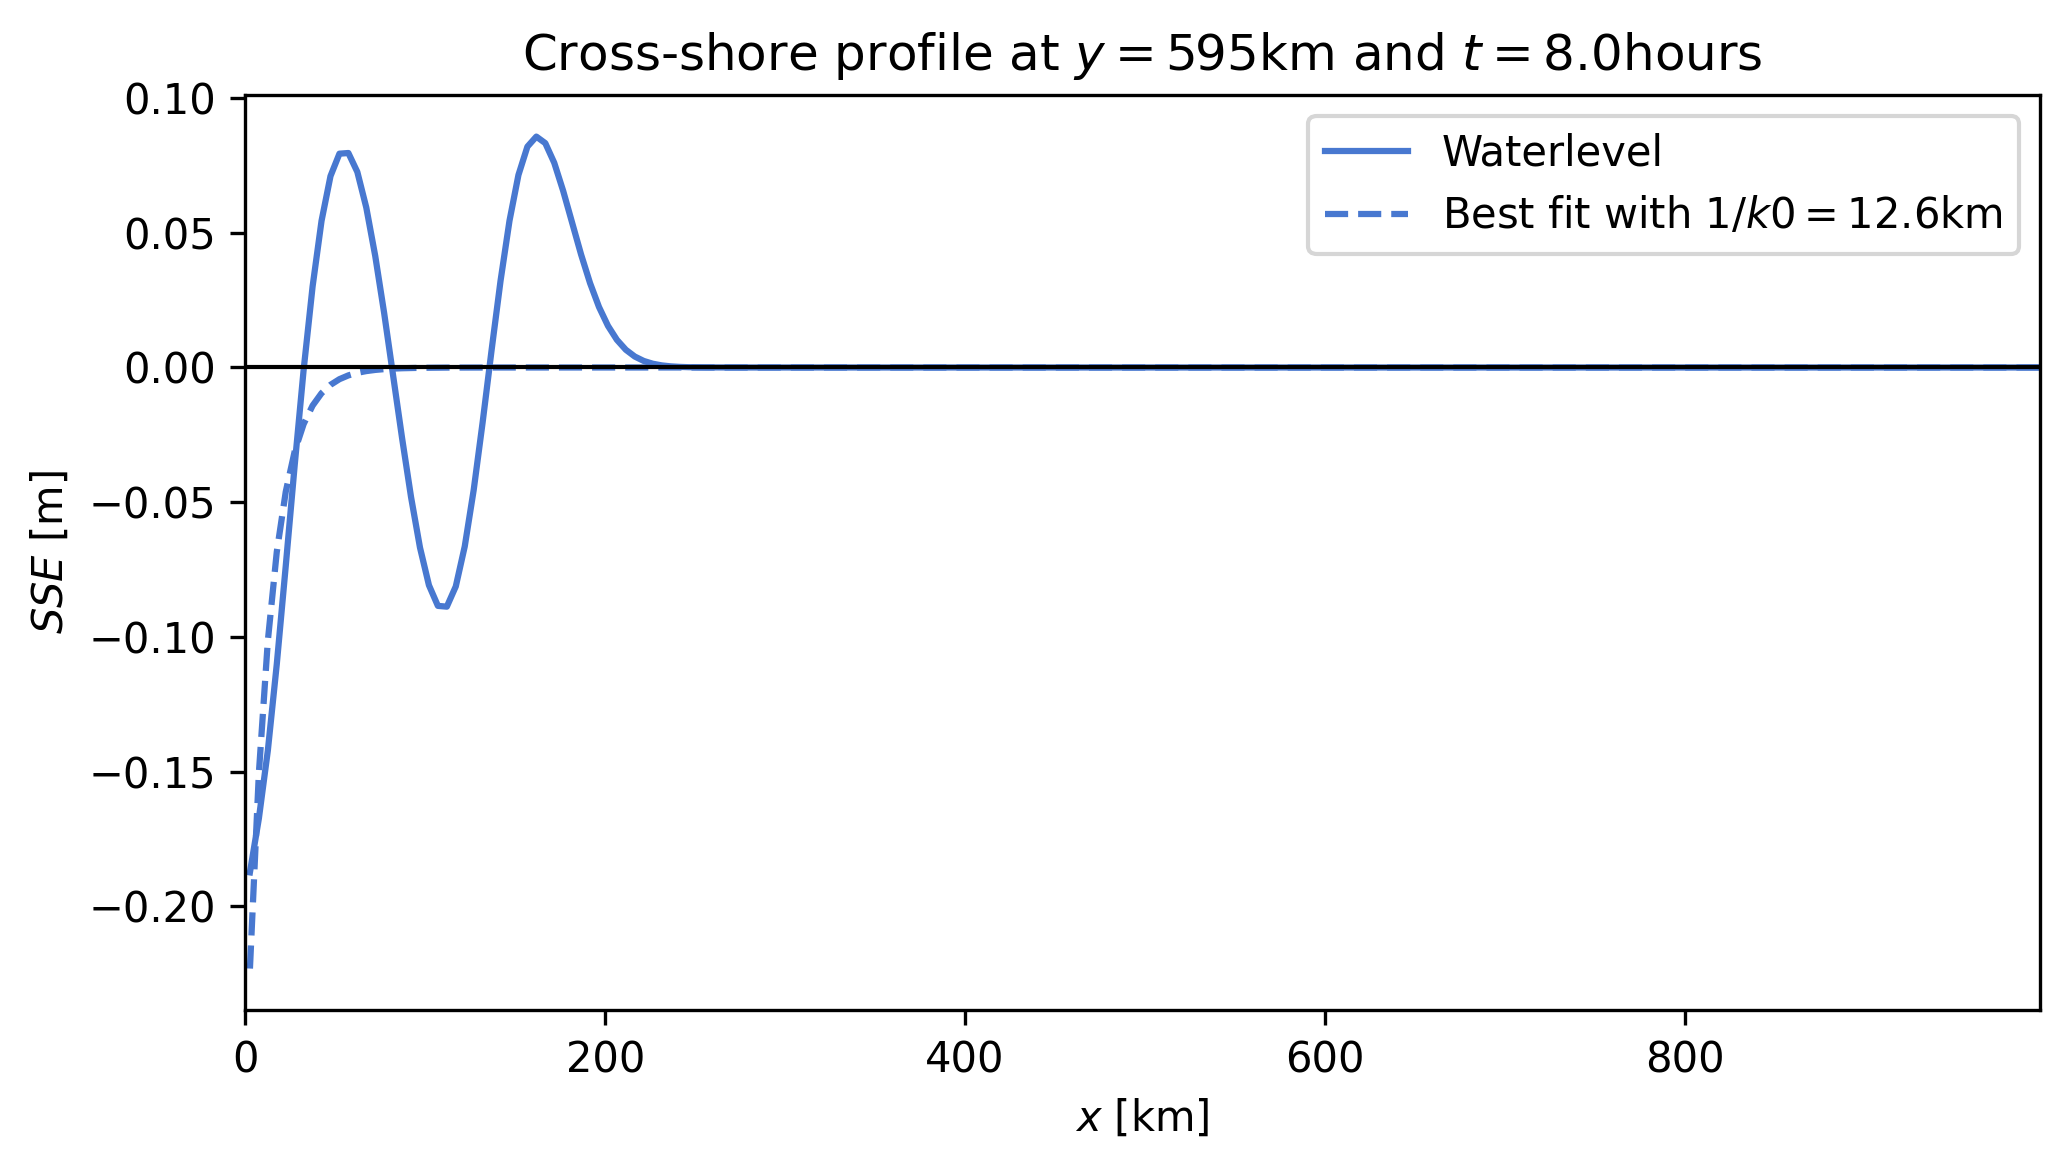 Cross-shore profile at y = 595km and t = 8.0hours
0.10
0.05
0.00
−0.05
−0.10
−0.15
−0.20
SSE [m]
Waterlevel
Best fit with 1/k0 = 12.6km
0 200 400 600 800
x [km]